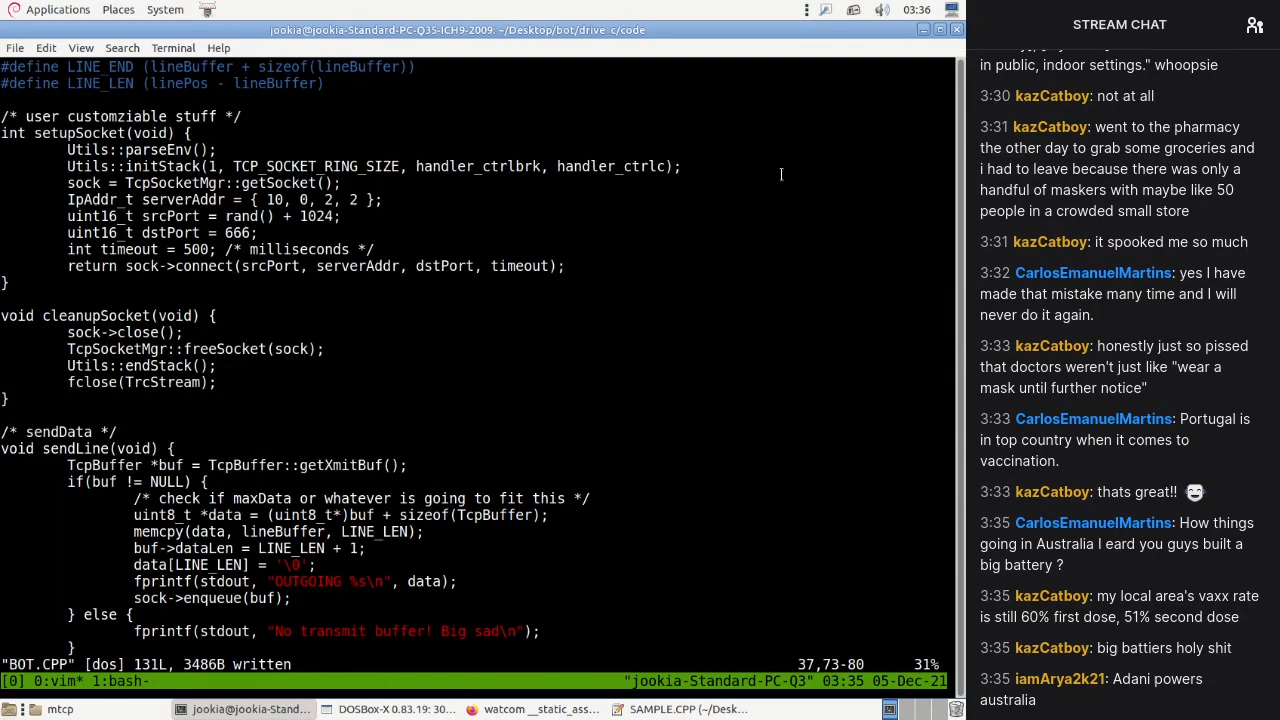 Applications Places System 03:36
jookia@jookia-Standard-PC-Q35-ICH9-2009: ~/Desktop/bot/drive_c/code
File Edit View Search Terminal Help
#define LINE_END (lineBuffer + sizeof(lineBuffer))
#define LINE_LEN (linePos - lineBuffer)
/* user customziable stuff */
int setupSocket(void) {
Utils::parseEnv();
Utils::initStack(1, TCP_SOCKET_RING_SIZE, handler_ctrlbrk, handler_ctrlc);
sock = TcpSocketMgr::getSocket();
IpAddr_t serverAddr = { 10, 0, 2, 2 };
uint16_t srcPort = rand() + 1024;
uint16_t dstPort = 666;
int timeout = 500; /* milliseconds */
return sock->connect(srcPort, serverAddr, dstPort, timeout);
}
void cleanupSocket(void) {
sock->close();
TcpSocketMgr::freeSocket(sock);
Utils::endStack();
fclose(TrcStream);
}
/* sendData */
void sendLine(void) {
TcpBuffer *buf = TcpBuffer::getXmitBuf();
if(buf != NULL) {
/* check if maxData or whatever is going to fit this */
uint8_t *data = (uint8_t*)buf + sizeof(TcpBuffer);
memcpy(data, lineBuffer, LINE_LEN);
buf->dataLen = LINE_LEN + 1;
data[LINE_LEN] = '\0';
fprintf(stdout, "OUTGOING %s\n", data);
sock->enqueue(buf);
} else {
fprintf(stdout, "No transmit buffer! Big sad\n");
}
"BOT.CPP" [dos] 131L, 3486B written 37,73-80 31%
[0] 0:vim* 1:bash- "jookia-Standard-PC-Q3" 03:35 05-Dec-21
mtcp jookia@jookia-Stand... DOSBox-X 0.83.19: 30... watcom __static_ass... SAMPLE.CPP (~/Desk...
STREAM CHAT
in public, indoor settings." whoopsie
3:30 kazCatboy: not at all
3:31 kazCatboy: went to the pharmacy
the other day to grab some groceries and
i had to leave because there was only a
handful of maskers with maybe like 50
people in a crowded small store
3:31 kazCatboy: it spooked me so much
3:32 CarlosEmanuelMartins: yes I have
made that mistake many time and I will
never do it again.
3:33 kazCatboy: honestly just so pissed
that doctors weren't just like "wear a
mask until further notice"
3:33 CarlosEmanuelMartins: Portugal is
in top country when it comes to
vaccination.
3:33 kazCatboy: thats great!!
3:35 CarlosEmanuelMartins: How things
going in Australia I eard you guys built a
big battery ?
3:35 kazCatboy: my local area's vaxx rate
is still 60% first dose, 51% second dose
3:35 kazCatboy: big battiers holy shit
3:35 iamArya2k21: Adani powers
australia